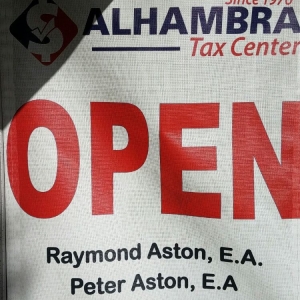 Since 1976
ALHAMBRA
Tax Center
OPEN
Raymond Aston, E.A.
Peter Aston, E.A